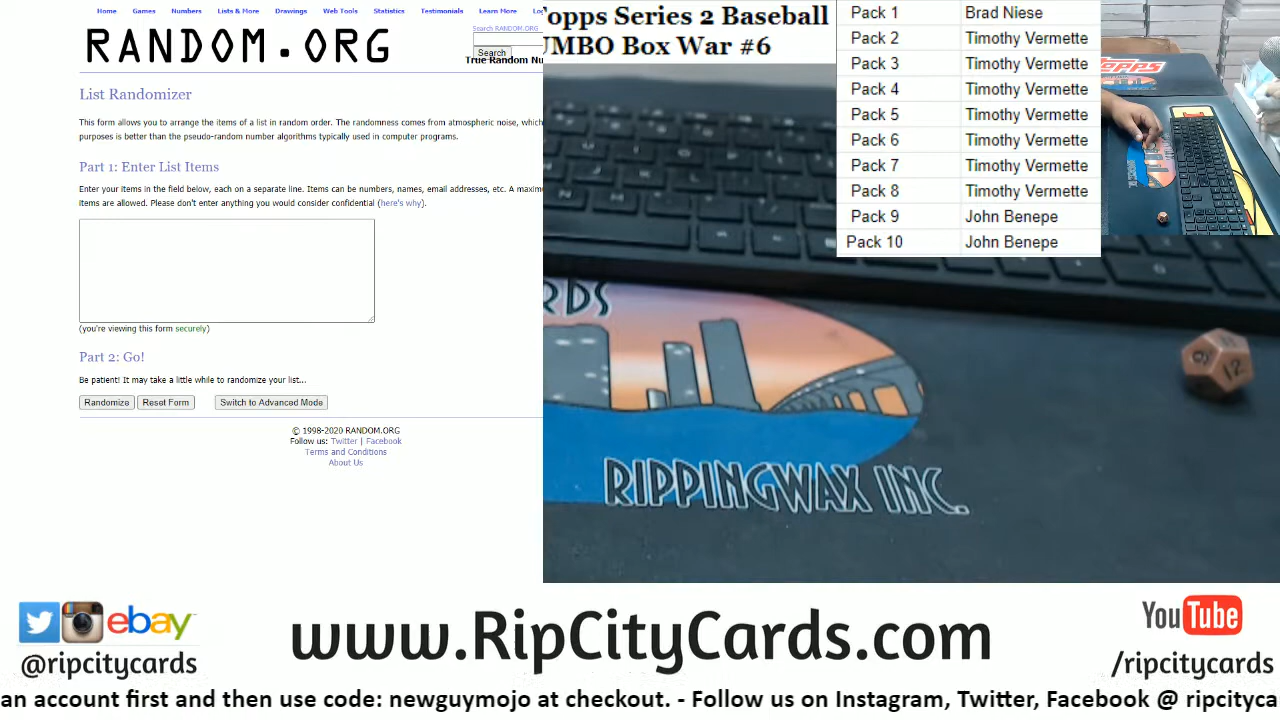 Home Games Numbers Lists & More Drawings Web Tools Statistics Testimonials Learn More Lo
RANDOM.ORG
Search RANDOM.ORG
Search
True Random Nu
List Randomizer
This form allows you to arrange the items of a list in random order. The randomness comes from atmospheric noise, which
purposes is better than the pseudo-random number algorithms typically used in computer programs.
Part 1: Enter List Items
Enter your items in the field below, each on a separate line. Items can be numbers, names, email addresses, etc. A maxim
items are allowed. Please don't enter anything you would consider confidential (here's why).
(you're viewing this form securely)
Part 2: Go!
Be patient! It may take a little while to randomize your list...
Randomize Reset Form Switch to Advanced Mode
© 1998-2020 RANDOM.ORG
Follow us: Twitter | Facebook
Terms and Conditions
About Us
Topps Series 2 Baseball
UMBO Box War #6
Pack 1 Brad Niese
Pack 2 Timothy Vermette
Pack 3 Timothy Vermette
Pack 4 Timothy Vermette
Pack 5 Timothy Vermette
Pack 6 Timothy Vermette
Pack 7 Timothy Vermette
Pack 8 Timothy Vermette
Pack 9 John Benepe
Pack 10 John Benepe
topps
ARDS
9
12
RIPPINGWAX INC.
ebay
@ripcitycards
www.RipCityCards.com
YouTube
/ripcitycards
an account first and then use code: newguymojo at checkout. - Follow us on Instagram, Twitter, Facebook @ ripcityca